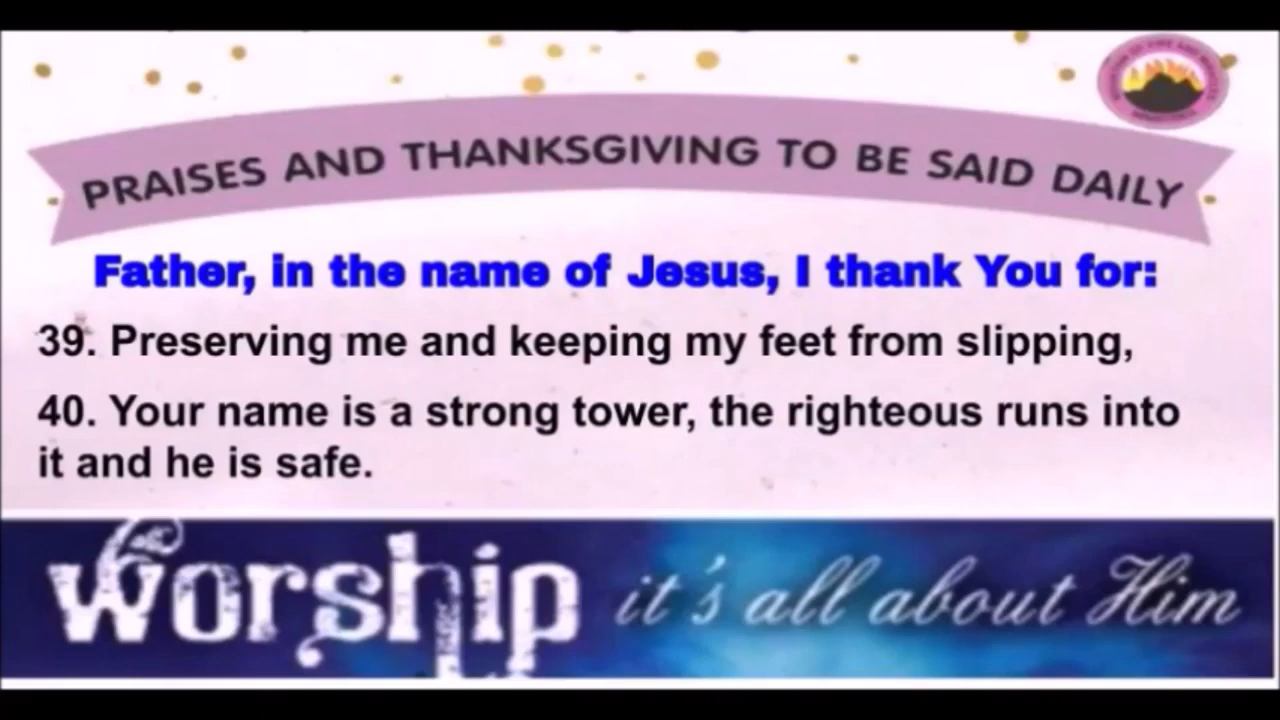 PRAISES AND THANKSGIVING TO BE SAID DAILY
Father, in the name of Jesus, I thank You for:
39. Preserving me and keeping my feet from slipping,
40. Your name is a strong tower, the righteous runs into
it and he is safe.
worship it's all about Him